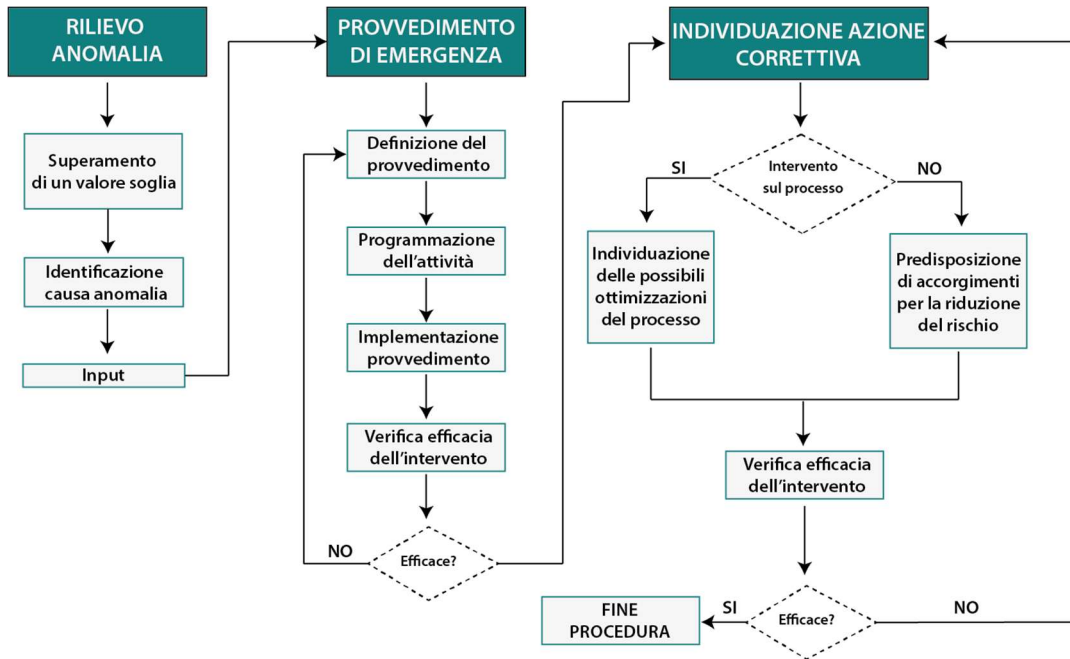 RILIEVO
ANOMALIA
Superamento
di un valore soglia
Identificazione
causa anomalia
Input
PROVVEDIMENTO
DI EMERGENZA
Definizione del
provvedimento
Programmazione
dell'attività
Implementazione
provvedimento
Verifica efficacia
dell'intervento
NO
Efficace?
INDIVIDUAZIONE AZIONE
CORRETTIVA
SI
Intervento
sul processo
NO
Individuazione
delle possibili
ottimizzazioni
del processo
Predisposizione
di accorgimenti
per la riduzione
del rischio
Verifica efficacia
dell'intervento
FINE
PROCEDURA
SI
Efficace?
NO